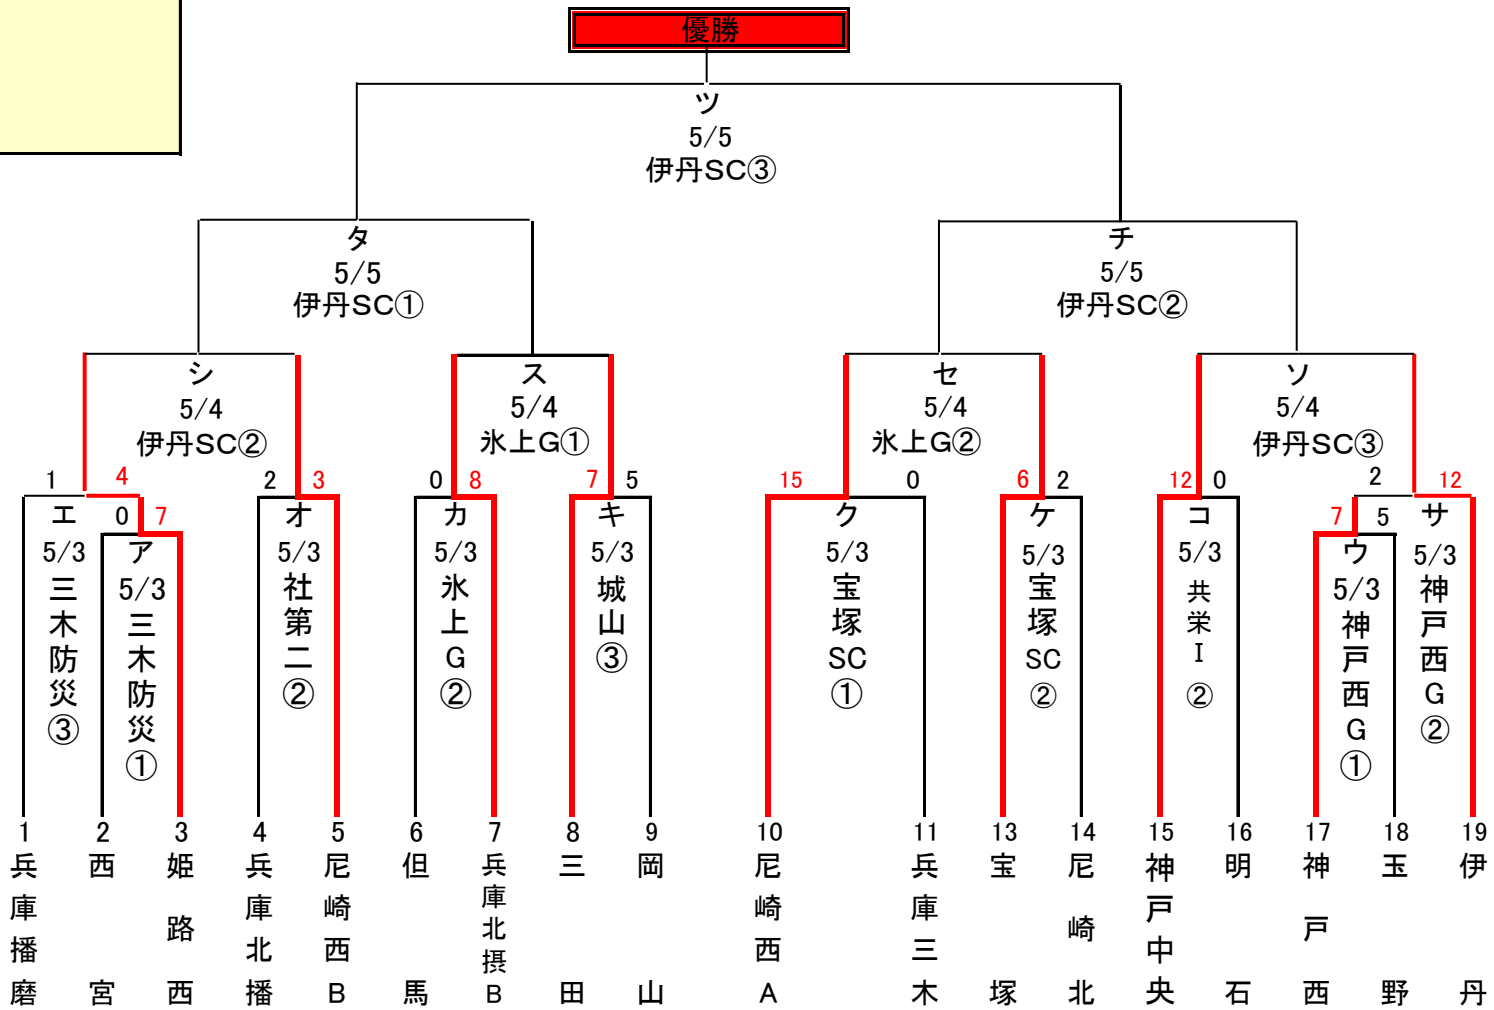 優勝
ツ
5/5
伊丹SC③
タ
5/5
伊丹SC①
チ
5/5
伊丹SC②
シ
5/4
伊丹SC②
ス
5/4
氷上G①
セ
5/4
氷上G②
ソ
5/4
伊丹SC③
1 4 2 3 0 8 7 5 15 0 6 2 12 0 2 12
0 7 7 5
エ
5/3
三木防災③
ア
5/3
三木防災①
オ
5/3
社第二②
カ
5/3
氷上G②
キ
5/3
城山③
ク
5/3
宝塚SC①
ケ
5/3
宝塚SC②
コ
5/3
共栄I②
ウ
5/3
神戸西G①
サ
5/3
神戸西G②
1 兵庫播磨
2 西宮
3 姫路西
4 兵庫北播
5 尼崎西B
6 但馬
7 兵庫北摂B
8 三田
9 岡山
10 尼崎西A
11 兵庫三木
13 宝塚
14 尼崎北
15 神戸中央
16 明石
17 神戸西
18 玉野
19 伊丹